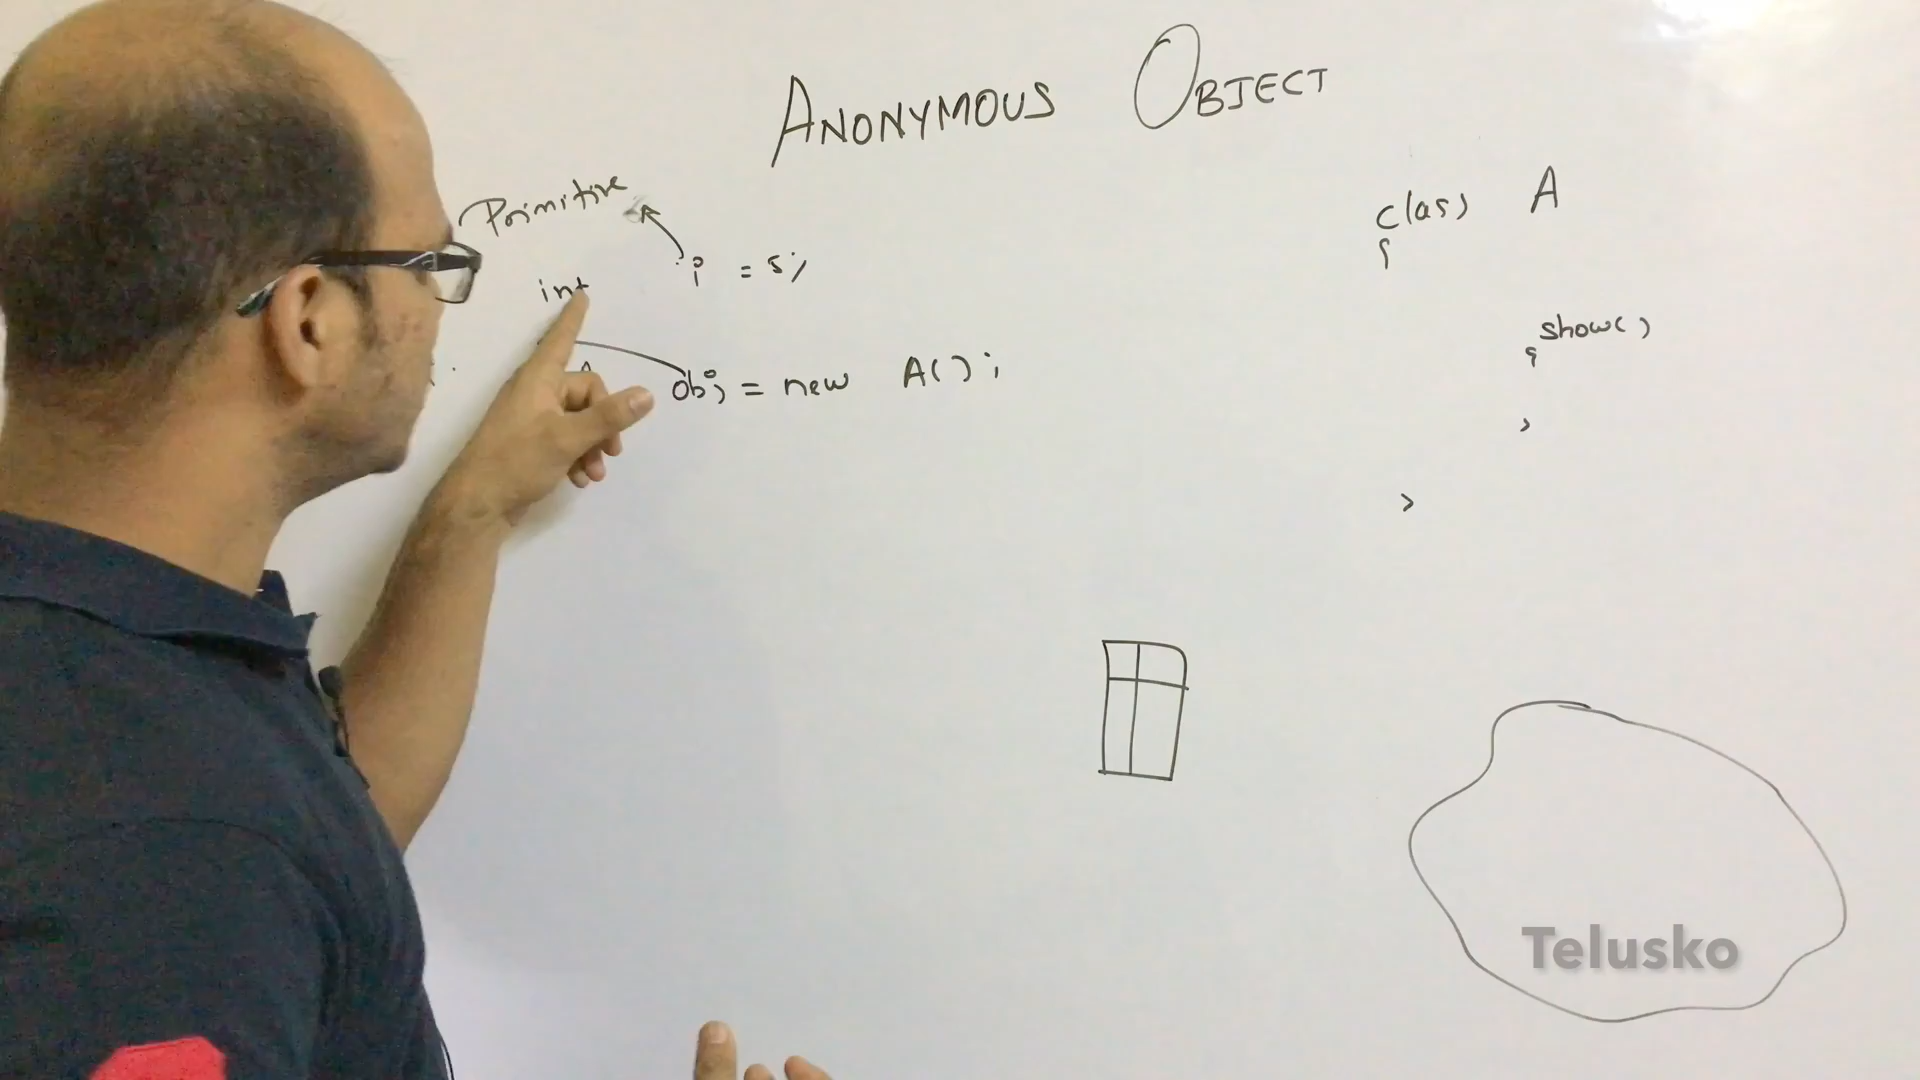 ANONYMOUS OBJECT
Primitive
int i = 5;
obj = new A();
class A
{
show()
{
}
}
Telusko